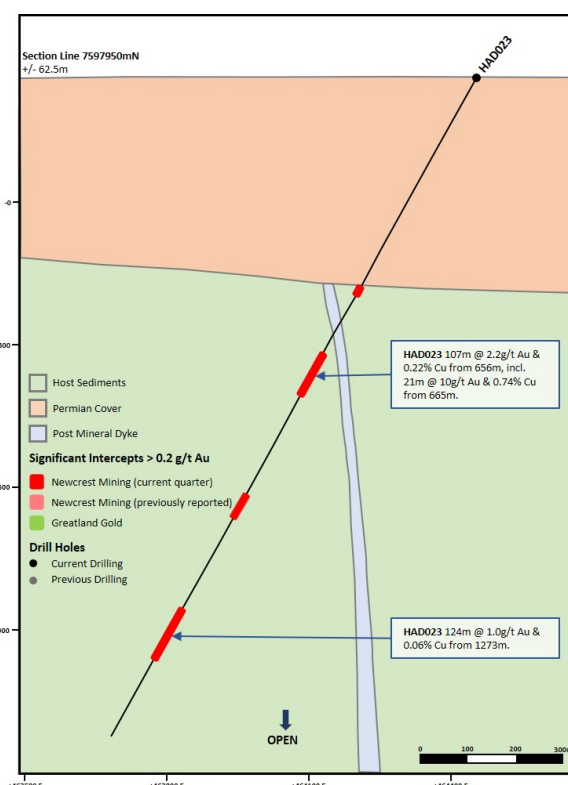 Section Line 7597950mN
+/- 62.5m
HAD023
-0
HAD023 107m @ 2.2g/t Au &
0.22% Cu from 656m, incl.
21m @ 10g/t Au & 0.74% Cu
from 665m.
Host Sediments
Permian Cover
Post Mineral Dyke
Significant Intercepts > 0.2 g/t Au
Newcrest Mining (current quarter)
Newcrest Mining (previously reported)
Greatland Gold
Drill Holes
Current Drilling
Previous Drilling
HAD023 124m @ 1.0g/t Au &
0.06% Cu from 1273m.
OPEN
0 100 200